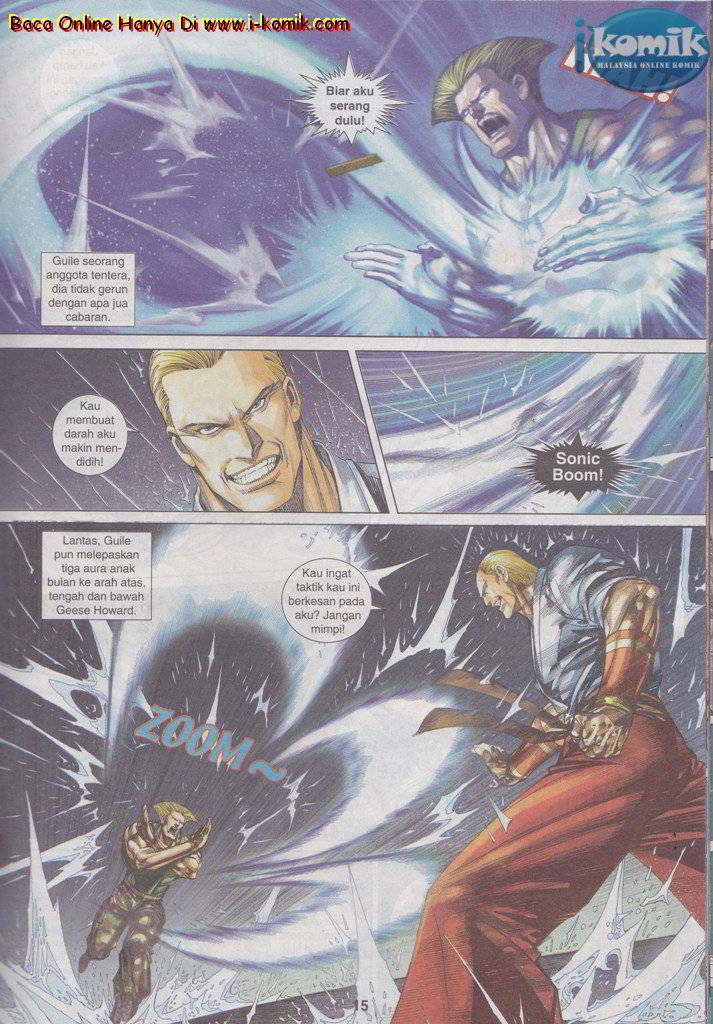 Baca Online Hanya Di www.i-komik.com
ikomik
MALAYSIA ONLINE KOMIK
Biar aku
serang
dulu!
Guile seorang
anggota tentera,
dia tidak gerun
dengan apa jua
cabaran.
Kau
membuat
darah aku
makin men-
didih!
Sonic
Boom!
Lantas, Guile
pun melepaskan
tiga aura anak
bulan ke arah atas,
tengah dan bawah
Geese Howard.
Kau ingat
taktik kau ini
berkesan pada
aku? Jangan
mimpi!
ZOOM~
15